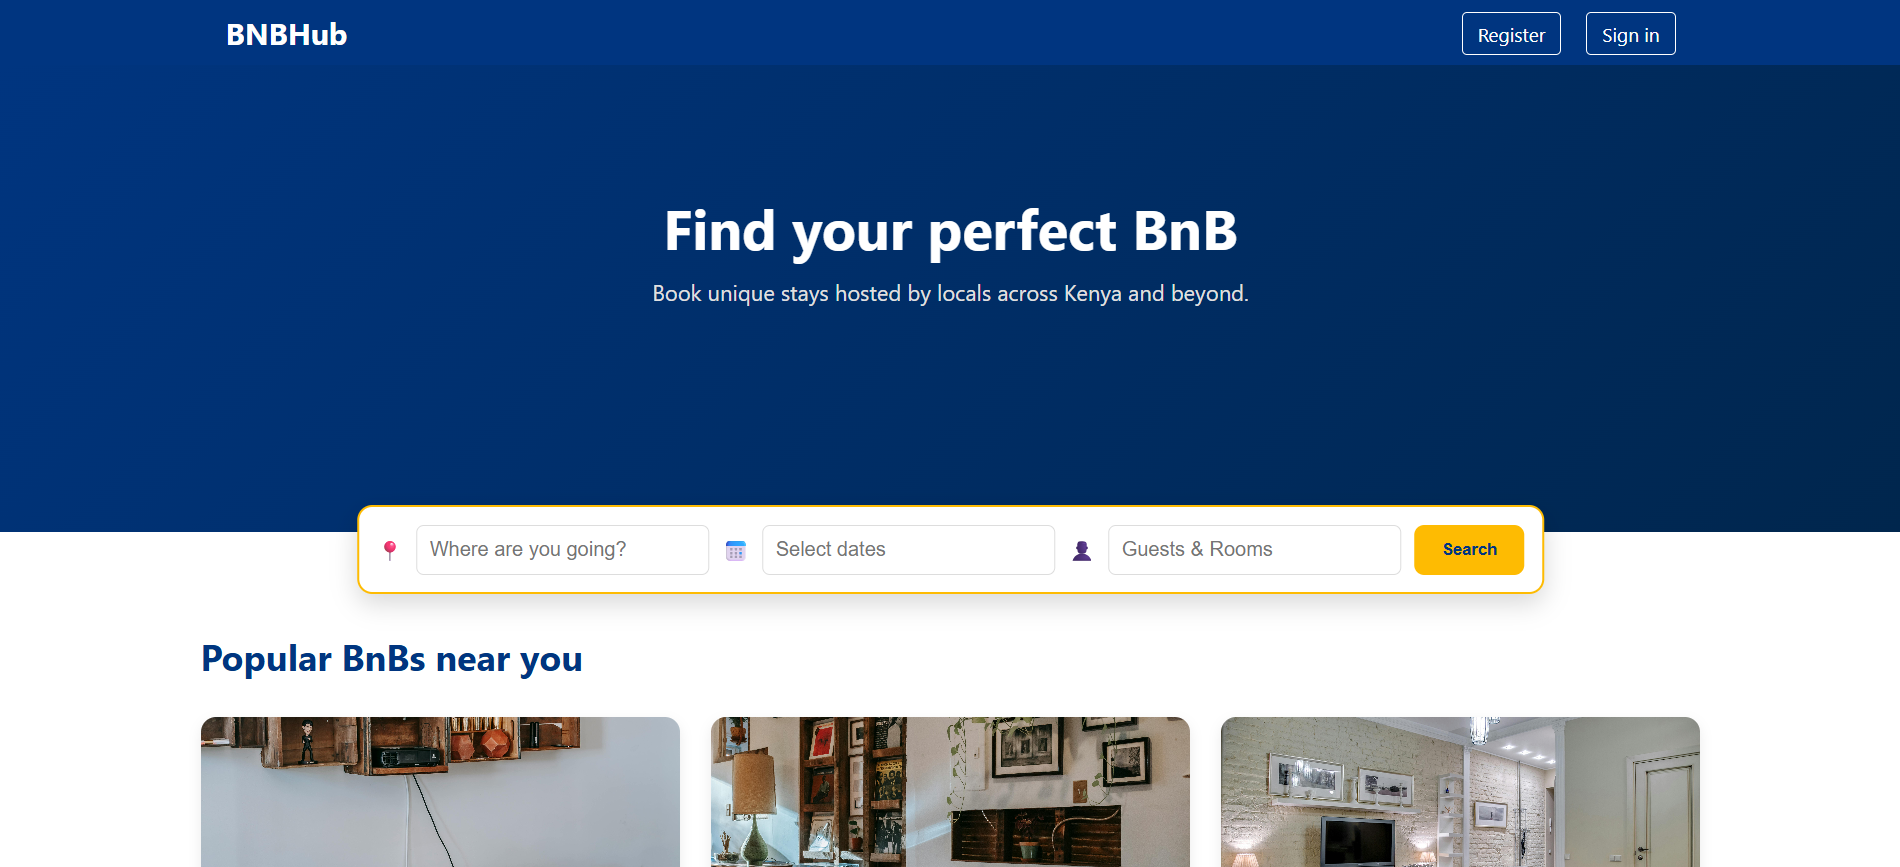 BNBHub
Register
Sign in
Find your perfect BnB
Book unique stays hosted by locals across Kenya and beyond.
Where are you going?
Select dates
Guests & Rooms
Search
Popular BnBs near you